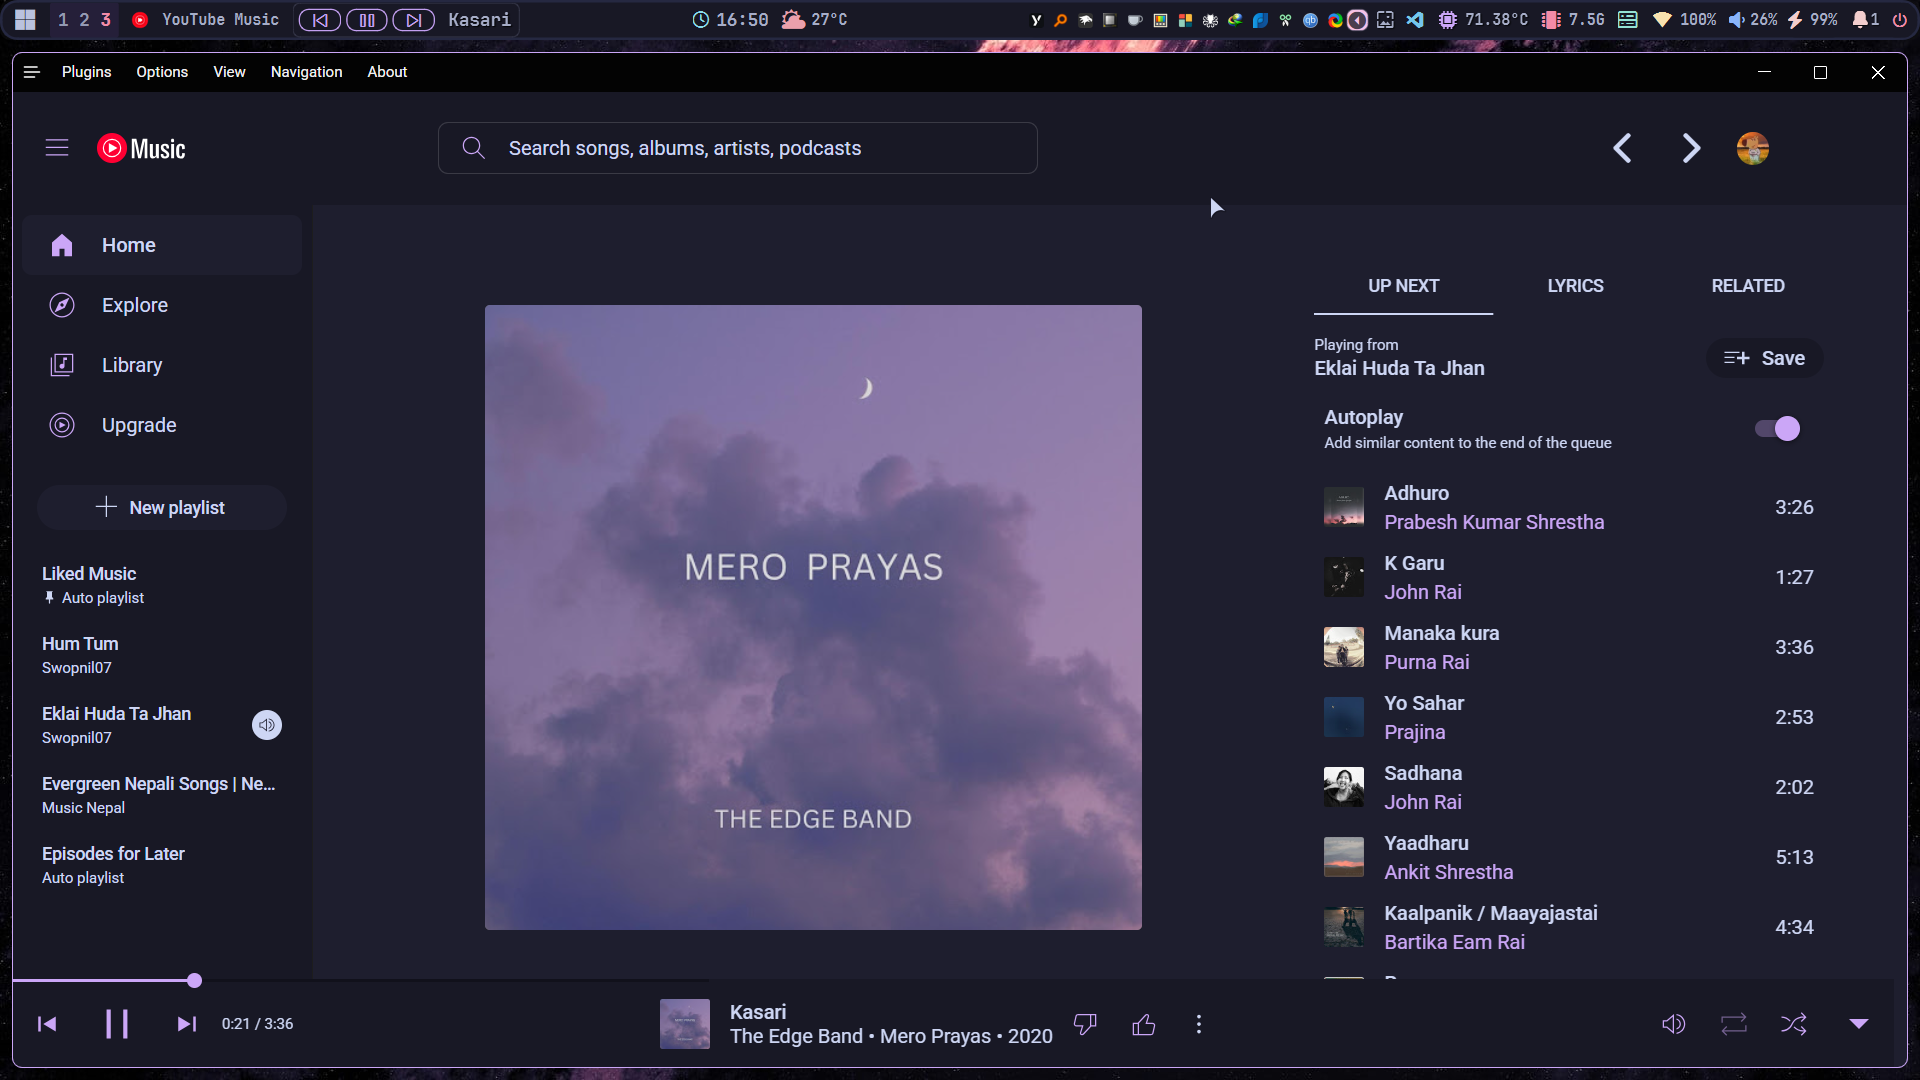 1 2 3
YouTube Music
Kasari
16:50
27°C
71.38°C
7.5G
100%
26%
99%
1
Plugins
Options
View
Navigation
About
Music
Search songs, albums, artists, podcasts
Home
Explore
Library
Upgrade
New playlist
Liked Music
Auto playlist
Hum Tum
Swopnil07
Eklai Huda Ta Jhan
Swopnil07
Evergreen Nepali Songs | Ne...
Music Nepal
Episodes for Later
Auto playlist
MERO PRAYAS
THE EDGE BAND
UP NEXT
LYRICS
RELATED
Playing from
Eklai Huda Ta Jhan
Save
Autoplay
Add similar content to the end of the queue
Adhuro
Prabesh Kumar Shrestha
3:26
K Garu
John Rai
1:27
Manaka kura
Purna Rai
3:36
Yo Sahar
Prajina
2:53
Sadhana
John Rai
2:02
Yaadharu
Ankit Shrestha
5:13
Kaalpanik / Maayajastai
Bartika Eam Rai
4:34
0:21 / 3:36
Kasari
The Edge Band • Mero Prayas • 2020